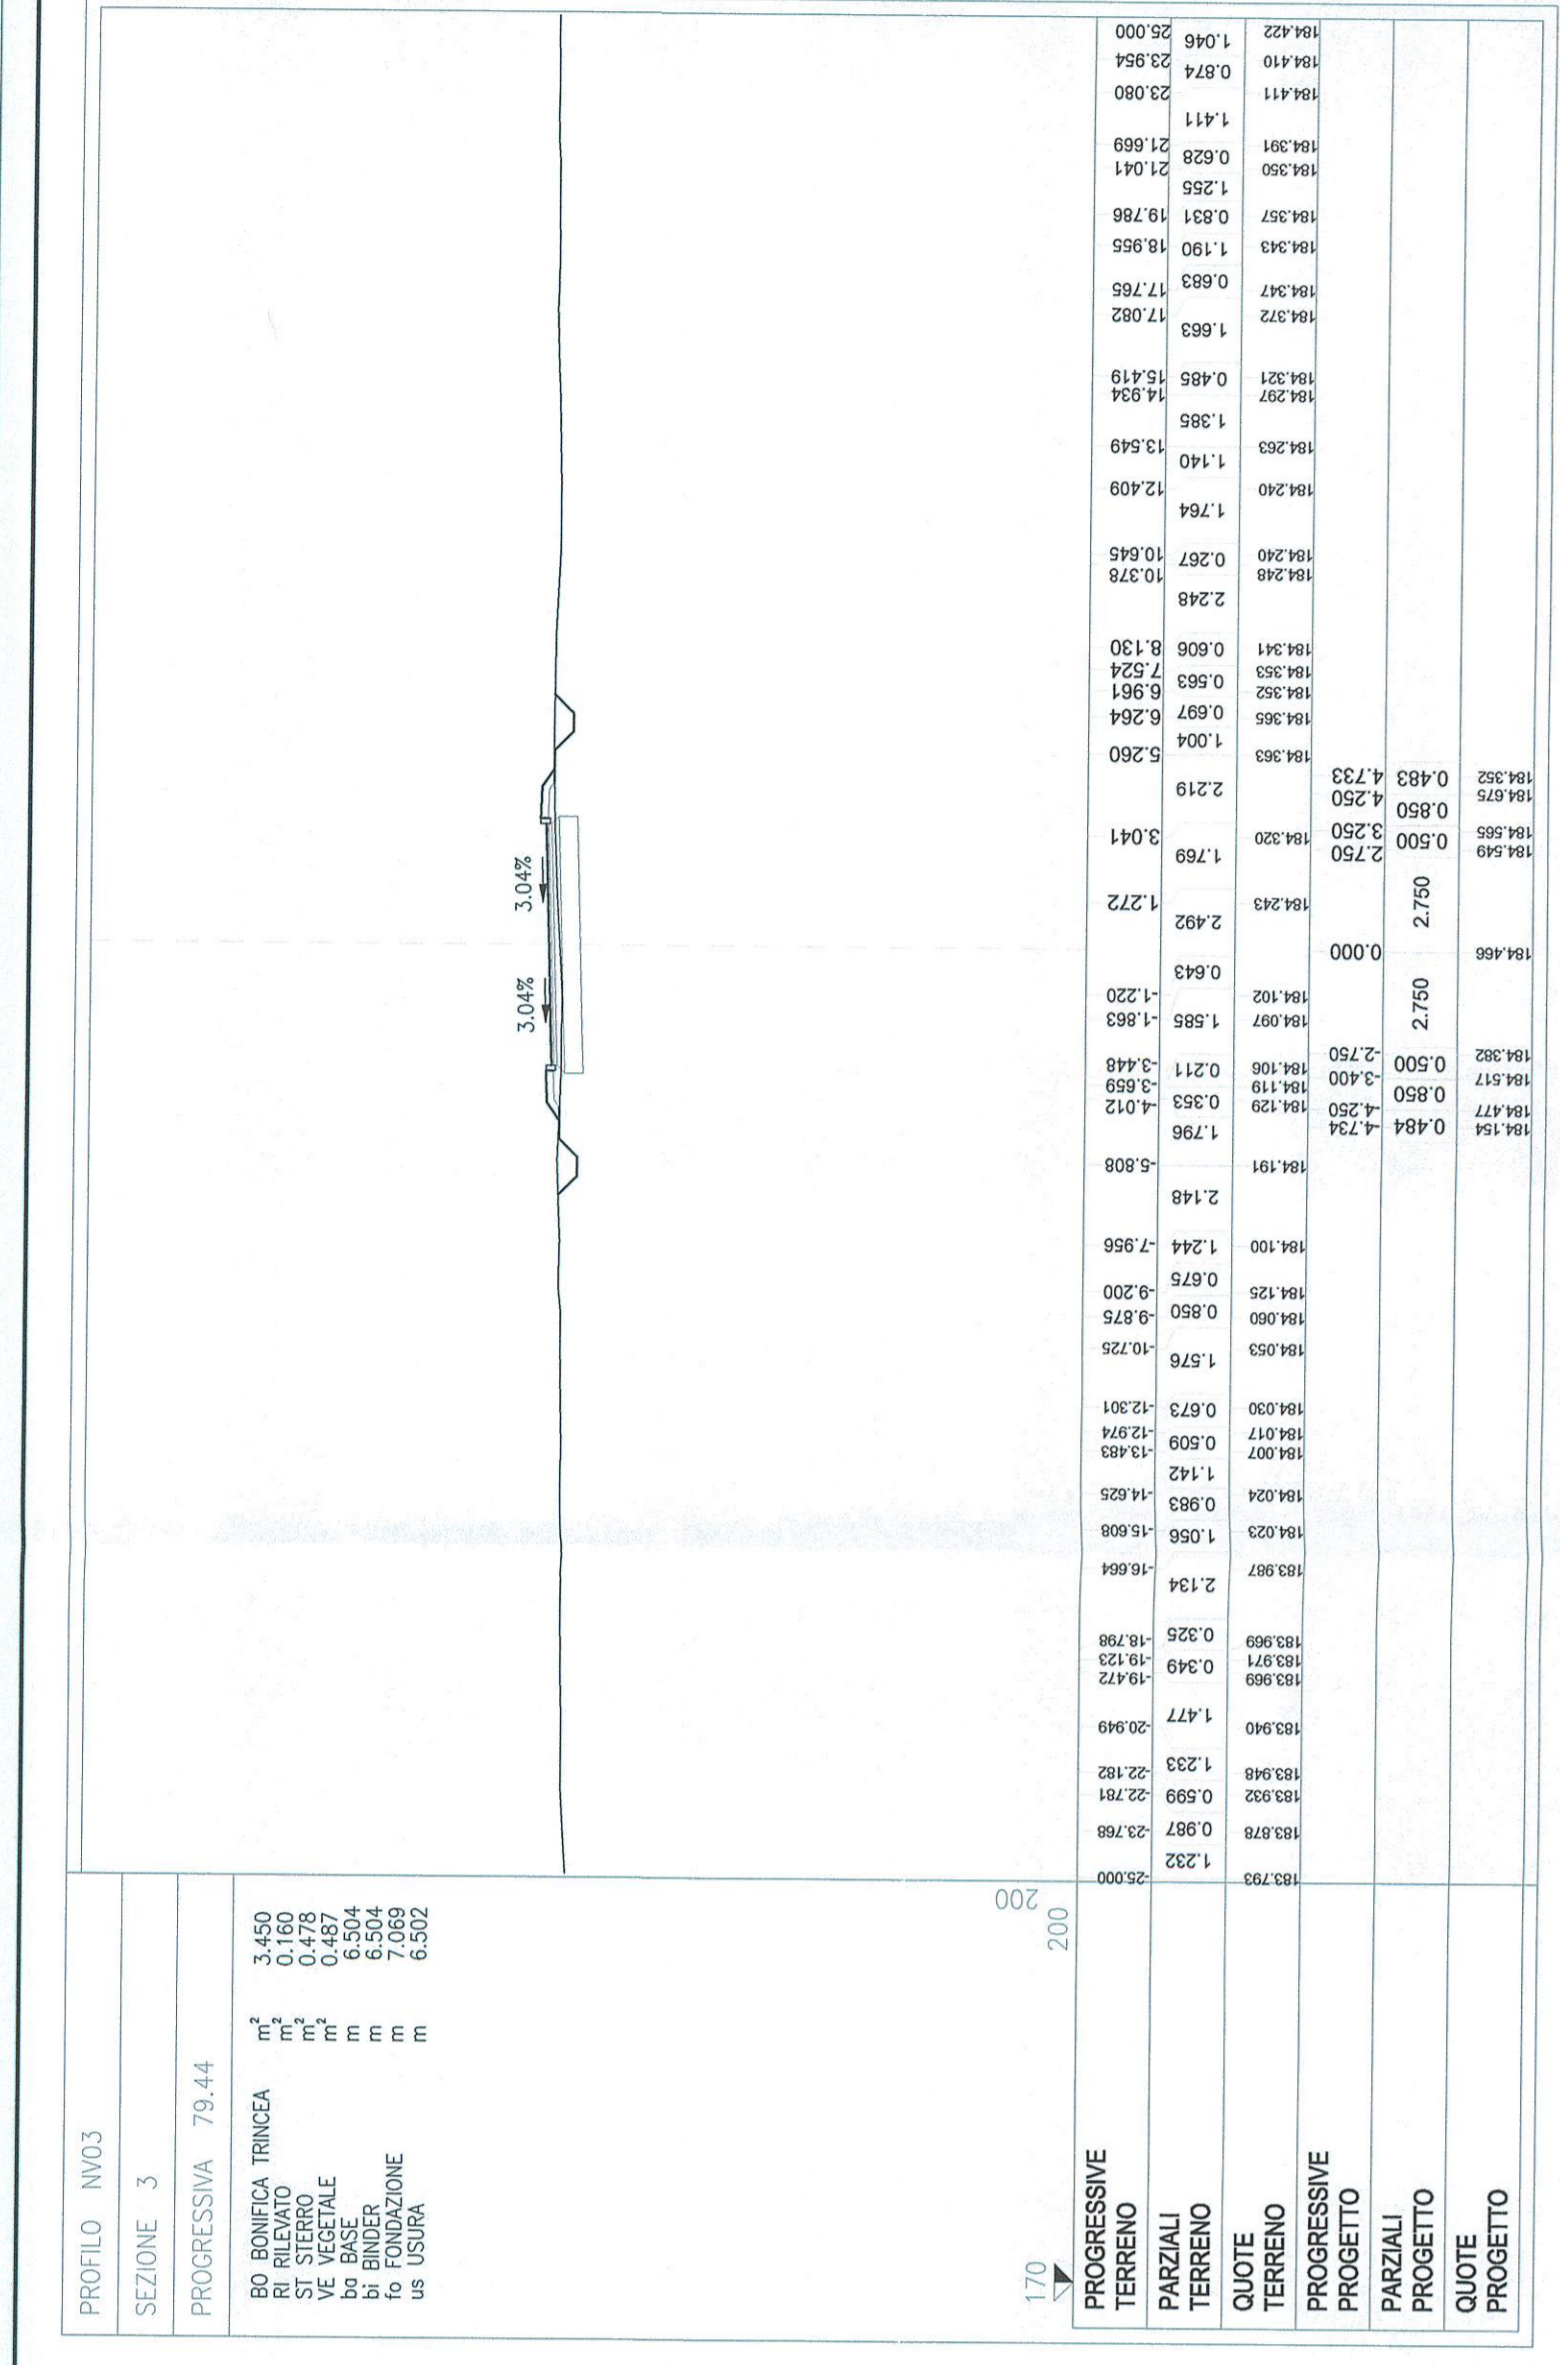 PROFILO NV03
SEZIONE 3
PROGRESSIVA 79.44
BO BONIFICA TRINCEA m² 3.450
RI RILEVATO m² 0.160
ST STERRO m² 0.478
VE VEGETALE m² 0.487
ba BASE m 6.504
bi BINDER m 6.504
fo FONDAZIONE m 7.069
us USURA m 6.502
3.04% 3.04%
200
200
170
PROGRESSIVE TERRENO
-25.000 -23.768 -22.781 -22.182 -20.949 -19.472 -19.123 -18.798 -16.664 -15.608 -14.625 -13.483 -12.974 -12.301 -10.725 -9.875 -9.200 -7.956 -5.808 -4.012 -3.659 -3.448 -1.863 -1.220 1.272 3.041 5.260 6.264 6.961 7.524 8.130 10.378 10.645 12.409 13.549 14.934 15.419 17.082 17.765 18.955 19.786 21.041 21.669 23.080 23.954 25.000
PARZIALI TERRENO
1.232 0.987 0.599 1.233 1.477 0.349 0.325 2.134 1.056 0.983 1.142 0.509 0.673 1.576 0.850 0.675 1.244 2.148 1.796 0.353 0.211 1.585 0.643 2.492 1.769 2.219 1.004 0.697 0.563 0.606 2.248 0.267 1.764 1.140 1.385 0.485 1.663 0.683 1.190 0.831 1.255 0.628 1.411 0.874 1.046
QUOTE TERRENO
183.793 183.878 183.932 183.948 183.940 183.969 183.971 183.969 183.987 184.023 184.024 184.007 184.017 184.030 184.053 184.060 184.125 184.100 184.191 184.129 184.119 184.106 184.097 184.102 184.243 184.320 184.363 184.365 184.352 184.353 184.341 184.248 184.240 184.240 184.263 184.297 184.321 184.372 184.347 184.343 184.357 184.350 184.391 184.411 184.410 184.422
PROGRESSIVE PROGETTO
-4.734 -4.250 -3.400 -2.750 0.000 2.750 3.250 4.250 4.733
PARZIALI PROGETTO
0.484 0.850 0.500 2.750 2.750 0.500 0.850 0.483
QUOTE PROGETTO
184.154 184.477 184.517 184.382 184.466 184.549 184.565 184.675 184.352